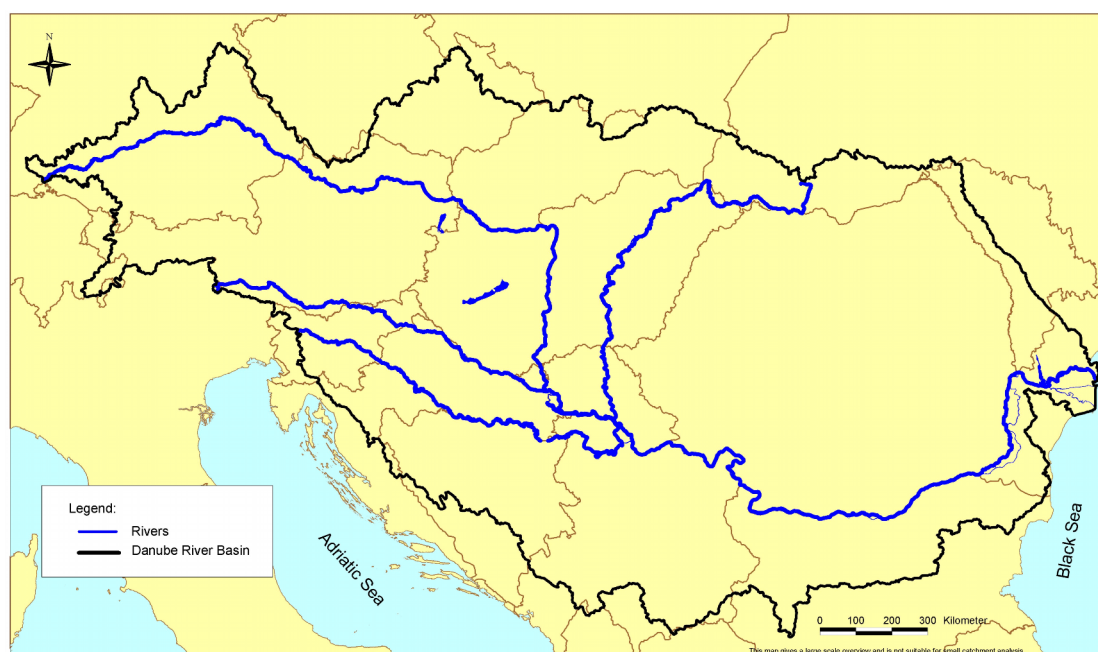 N
Legend:
Rivers
Danube River Basin
Adriatic Sea
Black Sea
0 100 200 300 Kilometer
This map gives a large scale overview and is not suitable for small catchment analysis